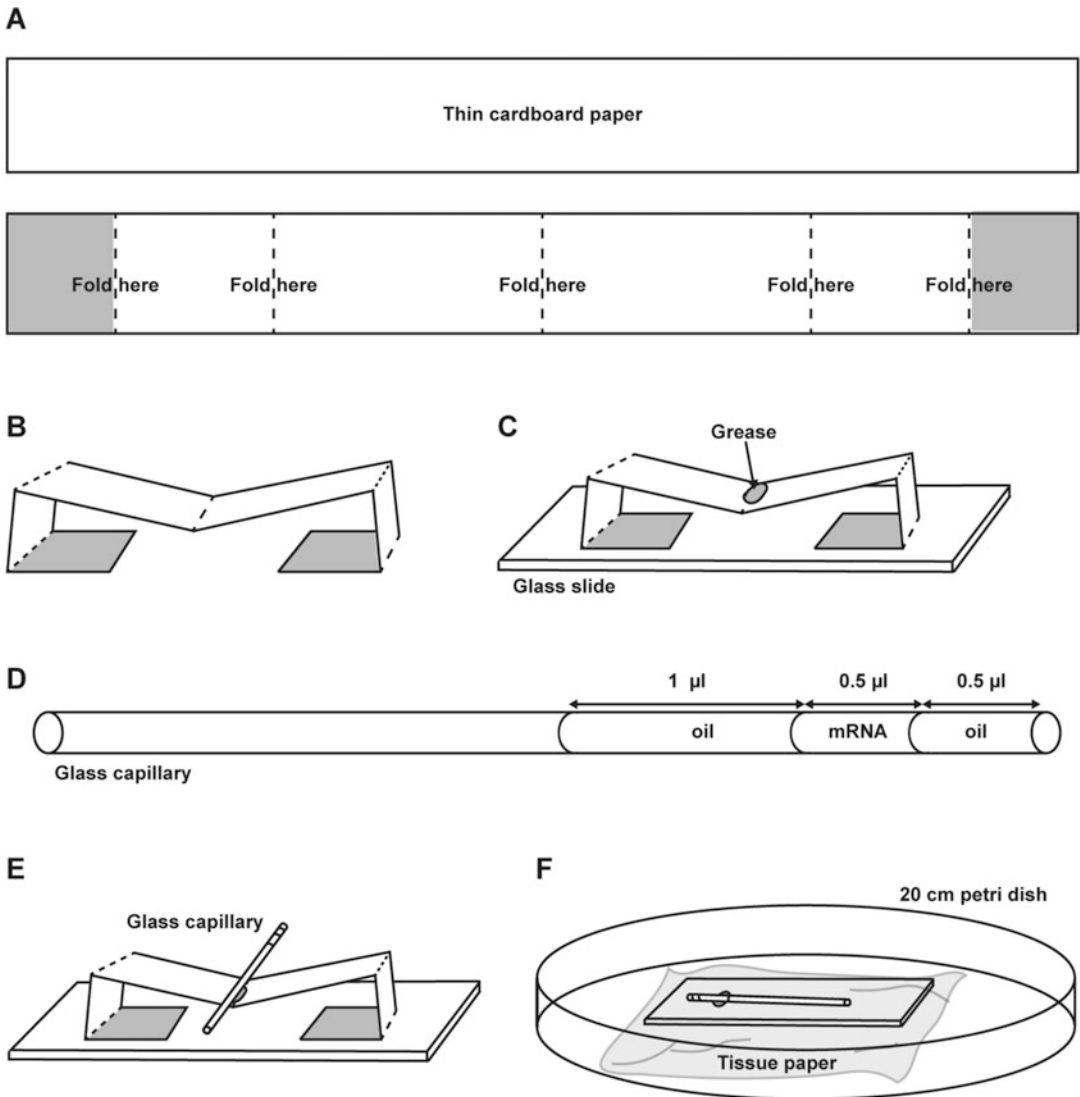 A
Thin cardboard paper
Fold here Fold here Fold here Fold here Fold here
B
C
Grease
Glass slide
D
1 µl 0.5 µl 0.5 µl
oil mRNA oil
Glass capillary
E
Glass capillary
F
20 cm petri dish
Tissue paper